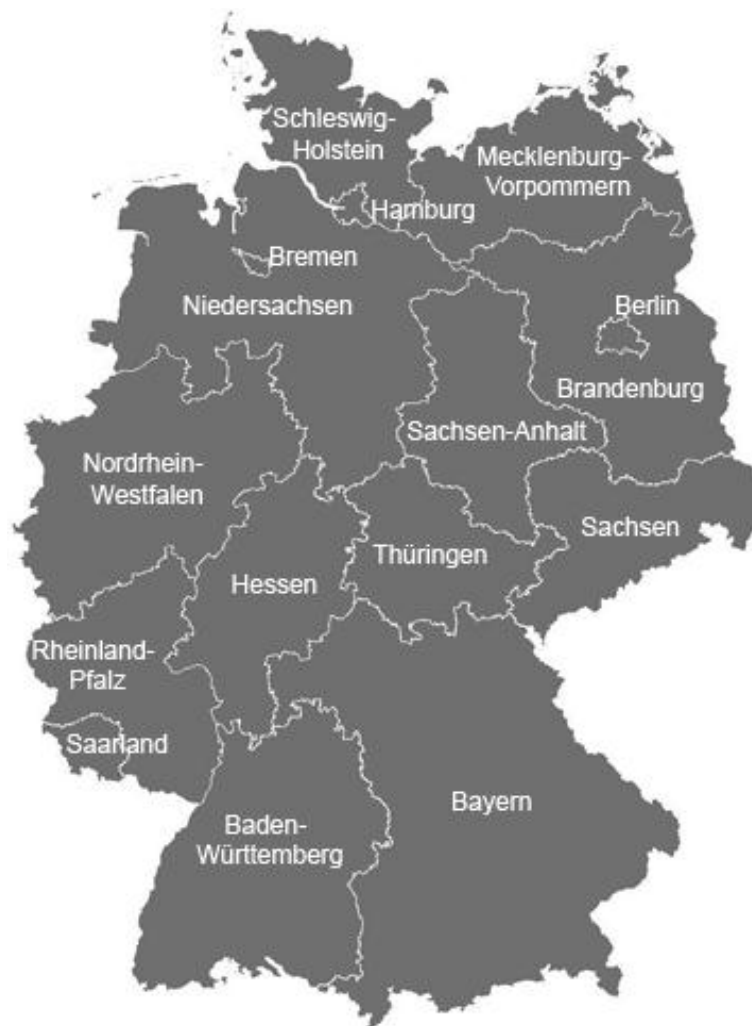 Schleswig-
Holstein
Mecklenburg-
Vorpommern
Hamburg
Bremen
Niedersachsen
Berlin
Brandenburg
Sachsen-Anhalt
Nordrhein-
Westfalen
Sachsen
Thüringen
Hessen
Rheinland-
Pfalz
Saarland
Bayern
Baden-
Württemberg